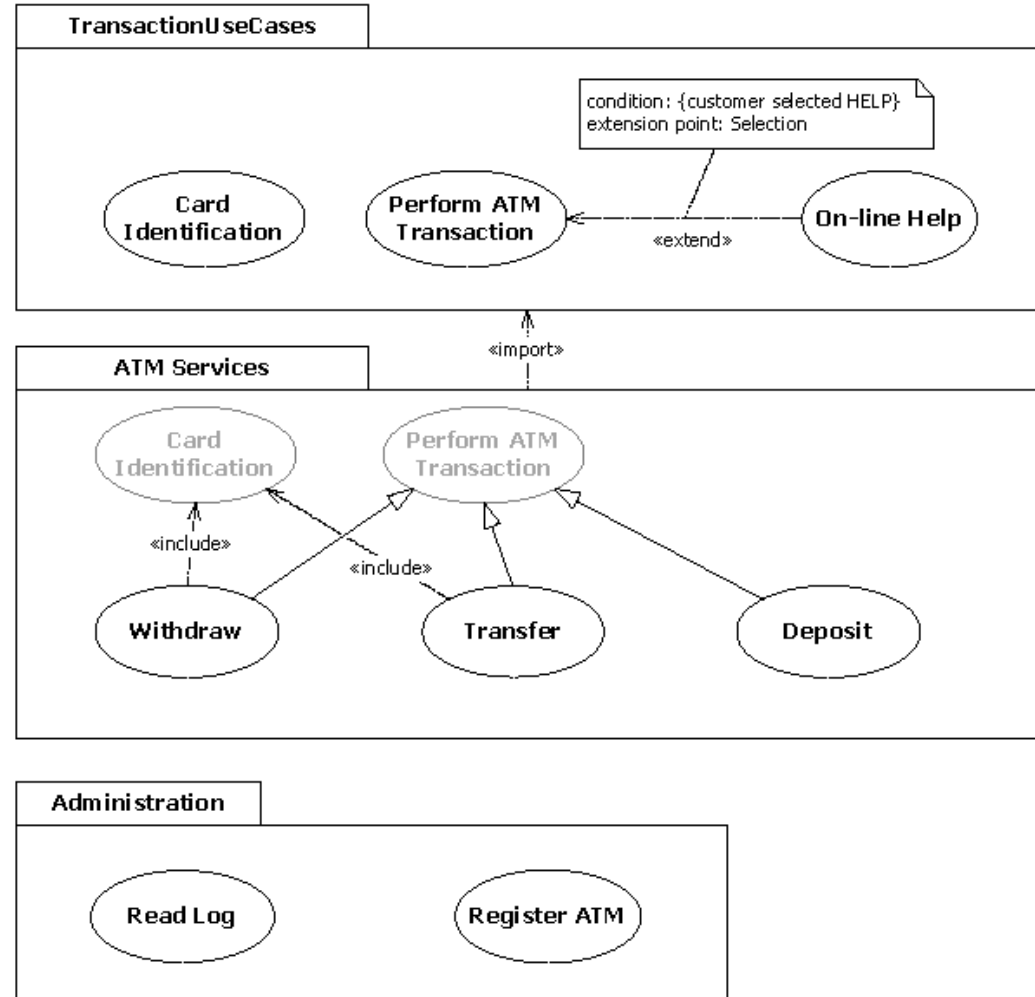 TransactionUseCases
condition: {customer selected HELP}
extension point: Selection
Card
Identification
Perform ATM
Transaction
On-line Help
«extend»
«import»
ATM Services
Card
Identification
Perform ATM
Transaction
«include»
«include»
Withdraw
Transfer
Deposit
Administration
Read Log
Register ATM